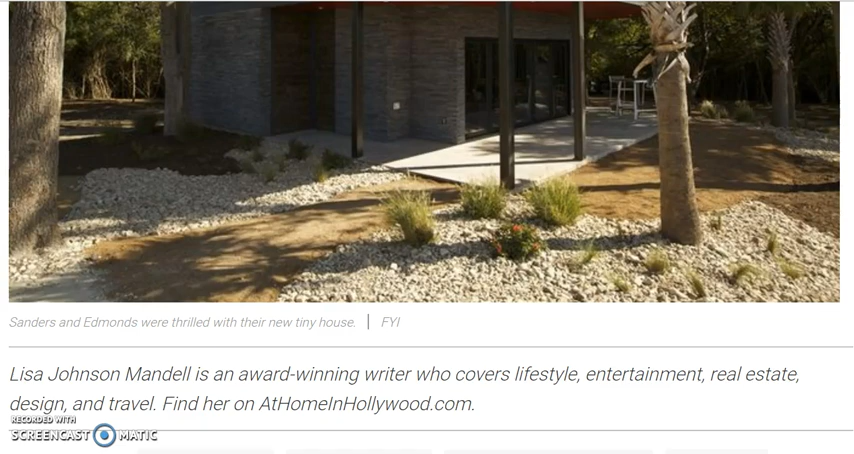 Sanders and Edmonds were thrilled with their new tiny house. | FYI
Lisa Johnson Mandell is an award-winning writer who covers lifestyle, entertainment, real estate,
design, and travel. Find her on AtHomeInHollywood.com.
RECORDED WITH
SCREENCAST MATIC